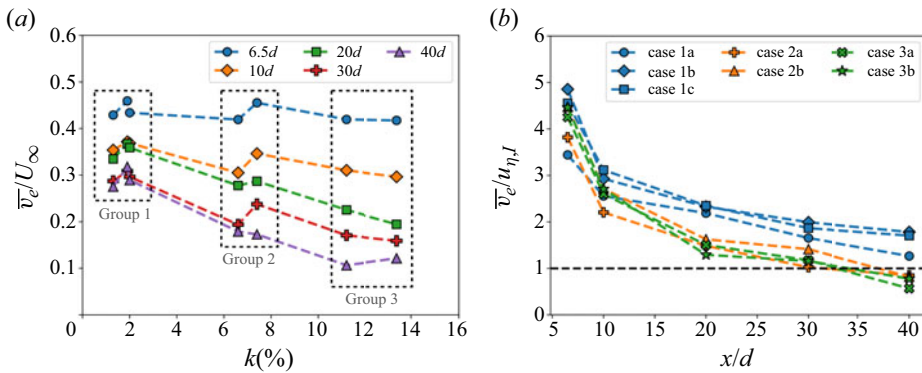 (a)
0.6
0.5
0.4
0.3
0.2
0.1
0
0 2 4 6 8 10 12 14 16
v̅ₑ/U∞
k(%)
6.5d 20d 40d
10d 30d
Group 1
Group 2
Group 3
(b)
6
5
4
3
2
1
0
5 10 15 20 25 30 35 40
v̅ₑ/u_η,I
x/d
case 1a case 2a case 3a
case 1b case 2b case 3b
case 1c